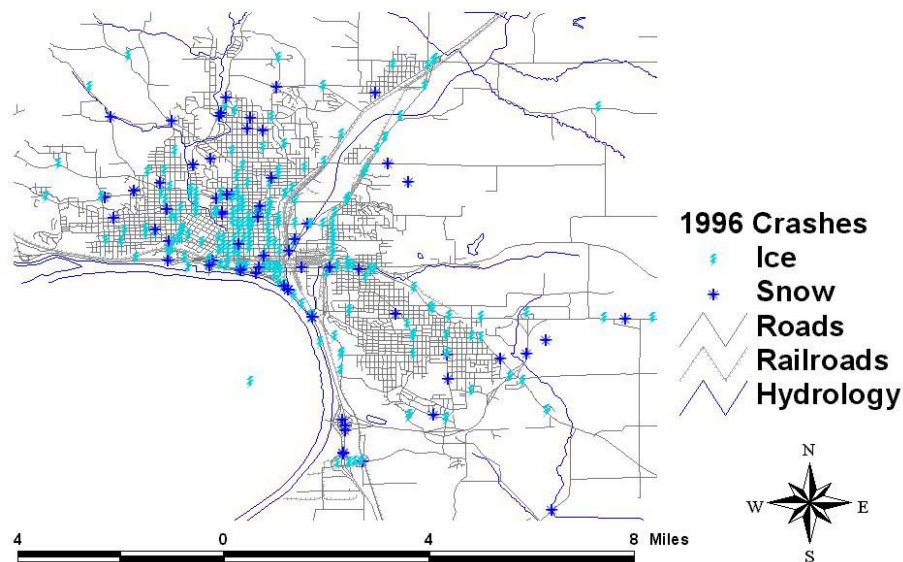 1996 Crashes
Ice
Snow
Roads
Railroads
Hydrology
N
W E
S
4 0 4 8 Miles